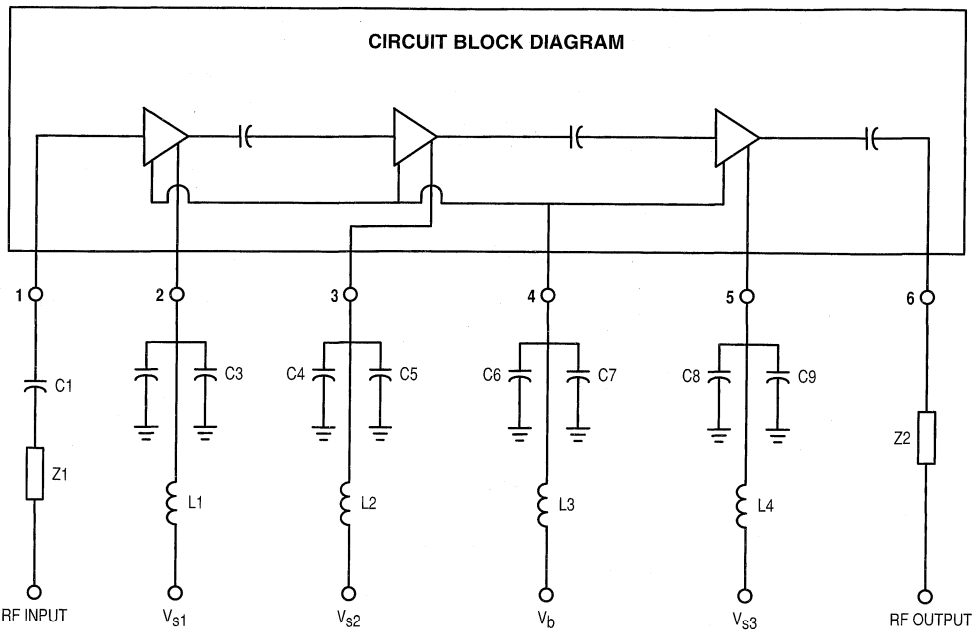 CIRCUIT BLOCK DIAGRAM
1 2 3 4 5 6
C1 C3 C4 C5 C6 C7 C8 C9
Z1 L1 L2 L3 L4 Z2
RF INPUT Vs1 Vs2 Vb Vs3 RF OUTPUT